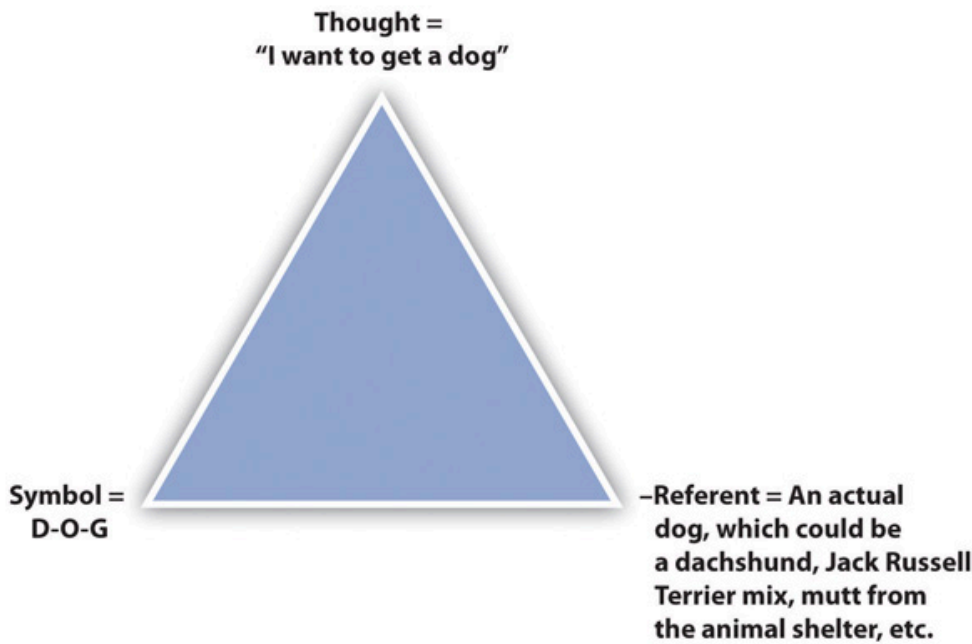 Thought =
“I want to get a dog”
Symbol =
D-O-G
–Referent = An actual
dog, which could be
a dachshund, Jack Russell
Terrier mix, mutt from
the animal shelter, etc.